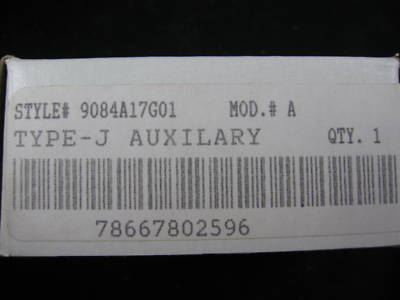 STYLE# 9084A17G01 MOD.# A
TYPE-J AUXILARY QTY. 1
78667802596